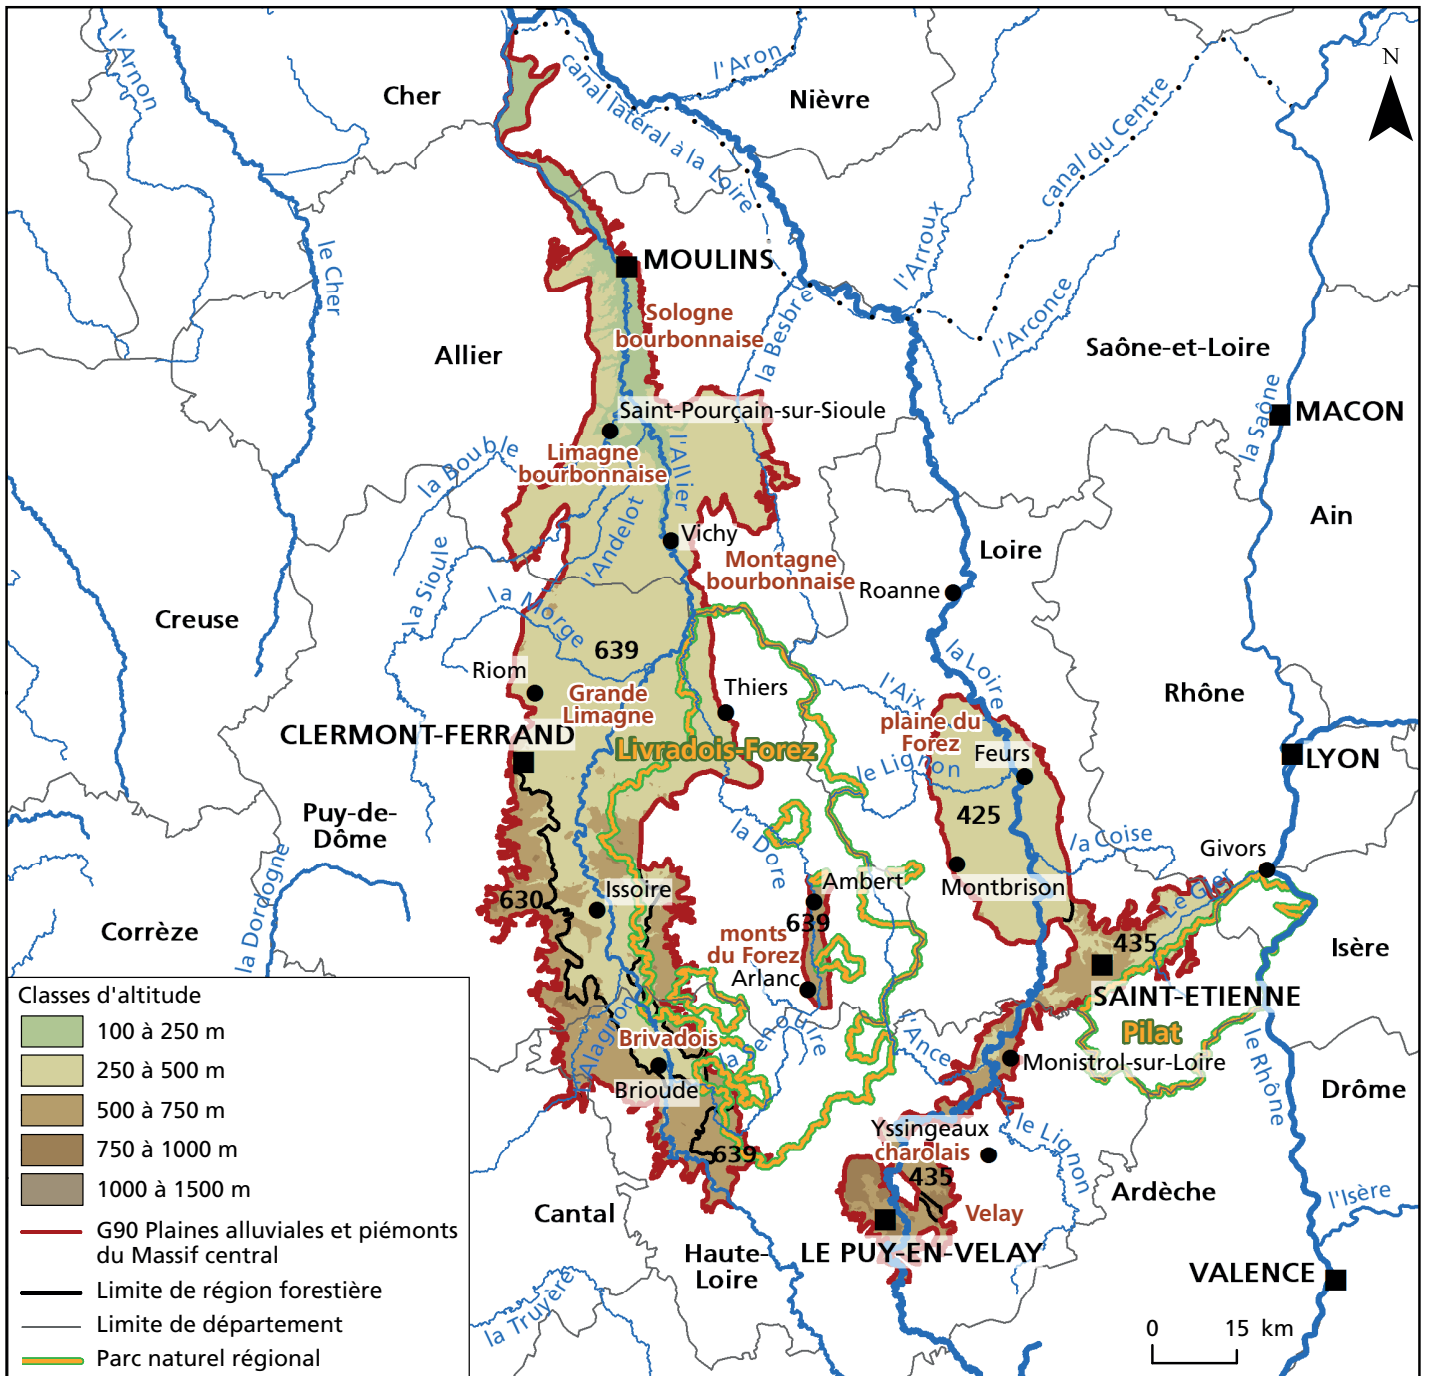 l'Arnon
Cher
canal latéral à la Loire
l'Aron
Nièvre
canal du Centre
N
le Cher
MOULINS
Sologne
bourbonnaise
la Besbre
l'Arroux
l'Arconce
Allier
Saône-et-Loire
Saint-Pourçain-sur-Sioule
la Saône
MACON
la Bouble
Limagne
bourbonnaise
l'Allier
l'Andelot
Ain
Vichy
la Sioule
Montagne
bourbonnaise
Loire
Roanne
Creuse
la Morge
639
la Loire
Riom
Grande
Limagne
Thiers
l'Aix
Rhône
plaine du
Forez
CLERMONT-FERRAND
Livradois-Forez
Feurs
le Lignon
LYON
Puy-de-
Dôme
425
la Dore
la Coise
Givors
la Dordogne
630
Issoire
Ambert
Montbrison
Le Gier
639
Corrèze
monts
du Forez
435
Isère
Arlanc
SAINT-ETIENNE
l'Alagnon
Brivadois
la Senouire
l'Ance
Pilat
le Rhône
Monistrol-sur-Loire
Brioude
Drôme
Yssingeaux
le Lignon
charolais
639
435
Ardèche
l'Isère
Cantal
Velay
Haute-
Loire
LE PUY-EN-VELAY
VALENCE
la Truyère
0 15 km
Classes d'altitude
100 à 250 m
250 à 500 m
500 à 750 m
750 à 1000 m
1000 à 1500 m
G90 Plaines alluviales et piémonts
du Massif central
Limite de région forestière
Limite de département
Parc naturel régional